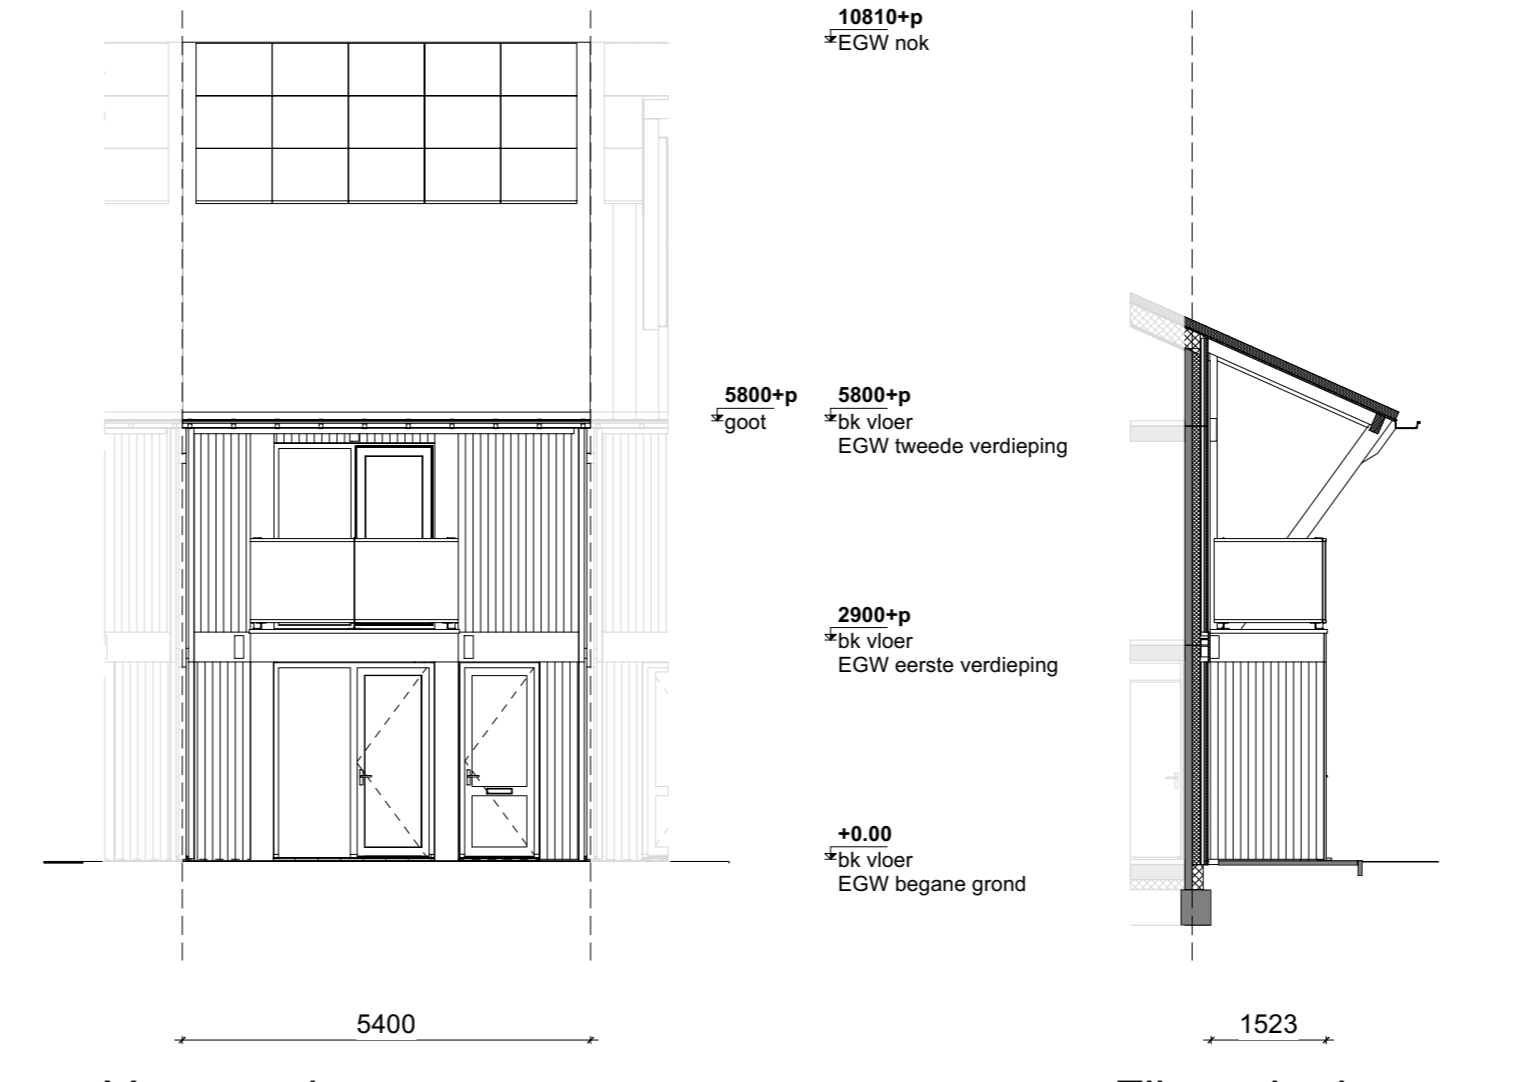 10810+p
EGW nok
5800+p
goot
5800+p
bk vloer
EGW tweede verdieping
2900+p
bk vloer
EGW eerste verdieping
+0.00
bk vloer
EGW begane grond
5400
1523